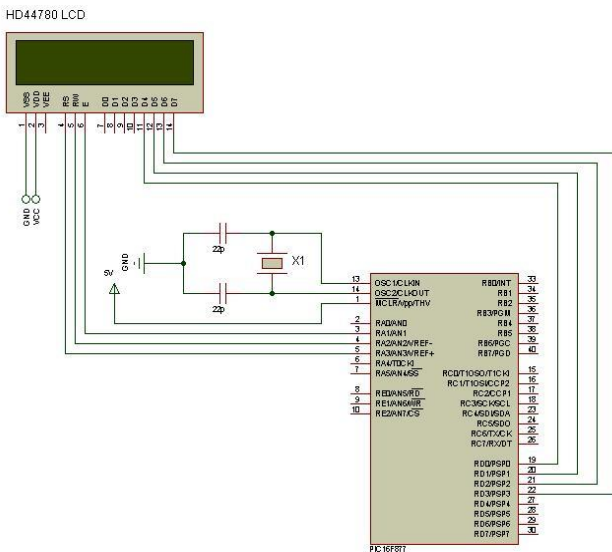 HD44780 LCD
VSS VDD VEE RS RW E D0 D1 D2 D3 D4 D5 D6 D7
1 2 3 4 5 6 7 8 9 10 11 12 13 14
GND
VCC
22p
X1
GND
5V
22p
13 OSC1/CLKIN
14 OSC2/CLKOUT
1 MCLR/Vpp/THV
2 RA0/AN0
3 RA1/AN1
4 RA2/AN2/VREF-
5 RA3/AN3/VREF+
6 RA4/T0CKI
7 RA5/AN4/SS
8 RE0/AN5/RD
9 RE1/AN6/WR
10 RE2/AN7/CS
RB0/INT 33
RB1 34
RB2 35
RB3/PGM 36
RB4 37
RB5 38
RB6/PGC 39
RB7/PGD 40
RC0/T1OSO/T1CKI 15
RC1/T1OSI/CCP2 16
RC2/CCP1 17
RC3/SCK/SCL 18
RC4/SDI/SDA 23
RC5/SDO 24
RC6/TX/CK 25
RC7/RX/DT 26
RD0/PSP0 19
RD1/PSP1 20
RD2/PSP2 21
RD3/PSP3 22
RD4/PSP4 27
RD5/PSP5 28
RD6/PSP6 29
RD7/PSP7 30
PIC16F877